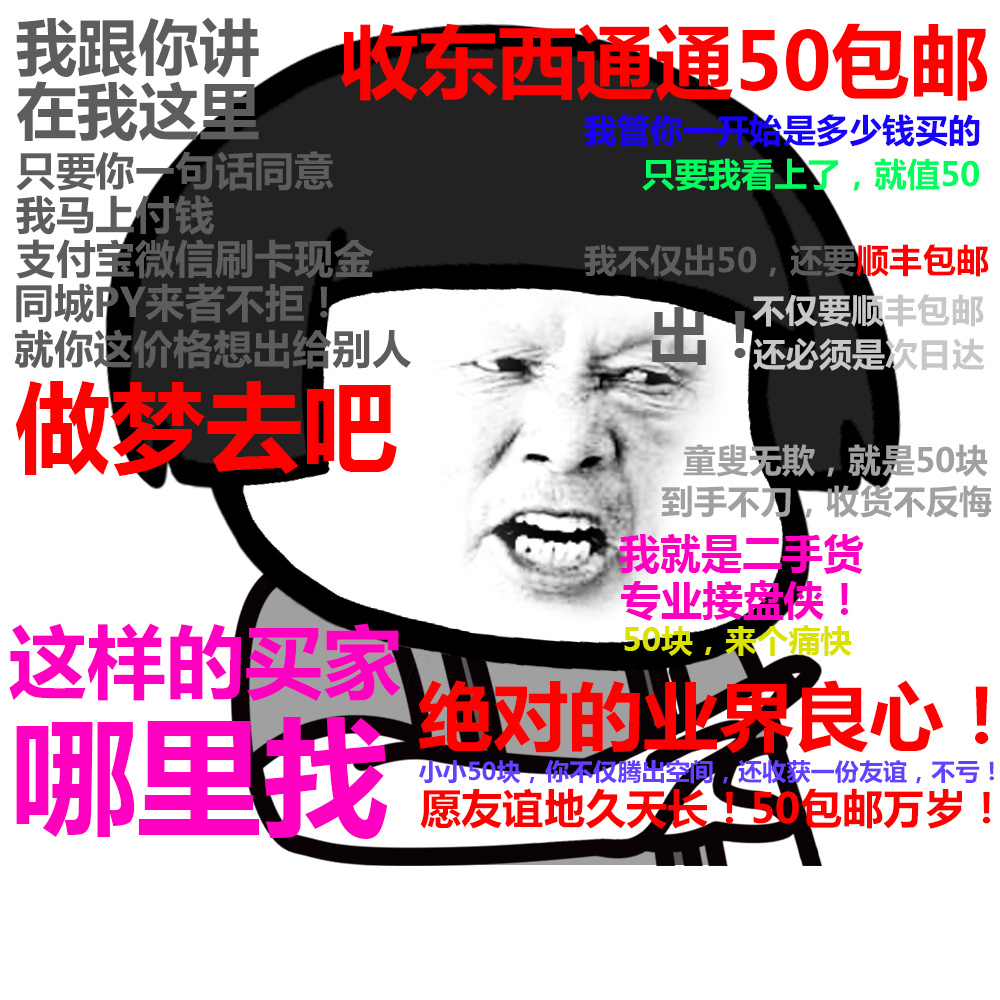 我跟你讲
在我这里
只要你一句话同意
我马上付钱
支付宝微信刷卡现金
同城PY来者不拒！
就你这价格想出给别人
做梦去吧
收东西通通50包邮
我管你一开始是多少钱买的
只要我看上了，就值50
我不仅出50，还要顺丰包邮
出！
不仅要顺丰包邮
还必须是次日达
童叟无欺，就是50块
到手不刀，收货不反悔
我就是二手货
专业接盘侠！
50块，来个痛快
这样的买家
哪里找
绝对的业界良心！
小小50块，你不仅腾出空间，还收获一份友谊，不亏！
愿友谊地久天长！50包邮万岁！